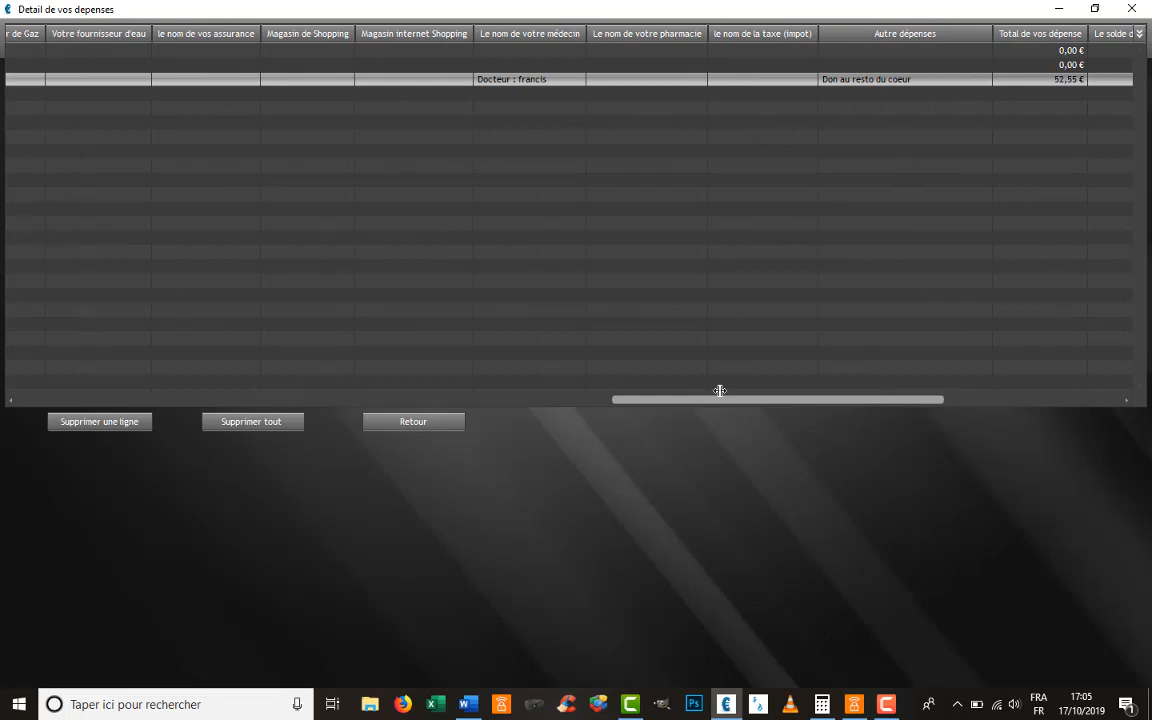 Detail de vos depenses
r de Gaz Votre fournisseur d'eau le nom de vos assurance Magasin de Shopping Magasin internet Shopping Le nom de votre médecin Le nom de votre pharmacie le nom de la taxe (impot) Autre dépenses Total de vos dépense Le solde d
0,00 €
0,00 €
Docteur : francis Don au resto du coeur 52,55 €
Supprimer une ligne Supprimer tout Retour
Taper ici pour rechercher
FRA
FR
17:05
17/10/2019